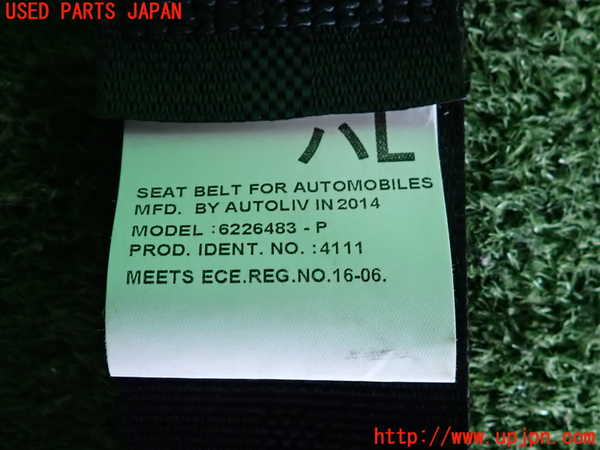 USED PARTS JAPAN
ハL
SEAT BELT FOR AUTOMOBILES
MFD. BY AUTOLIV IN 2014
MODEL :6226483 - P
PROD. IDENT. NO. :4111
MEETS ECE.REG.NO.16-06.
http://www.upjpn.com/